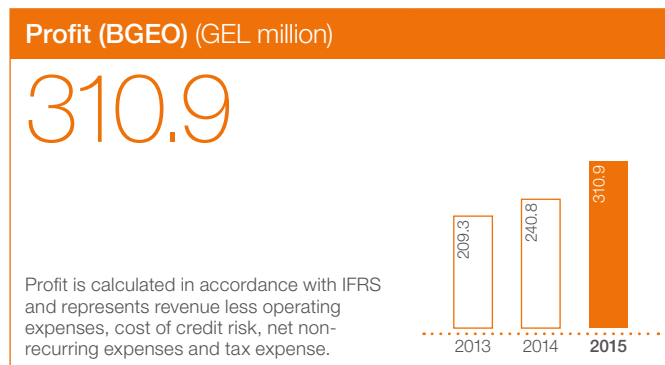 Profit (BGEO) (GEL million)
310.9
Profit is calculated in accordance with IFRS
and represents revenue less operating
expenses, cost of credit risk, net non-
recurring expenses and tax expense.
209.3
240.8
310.9
2013
2014
2015